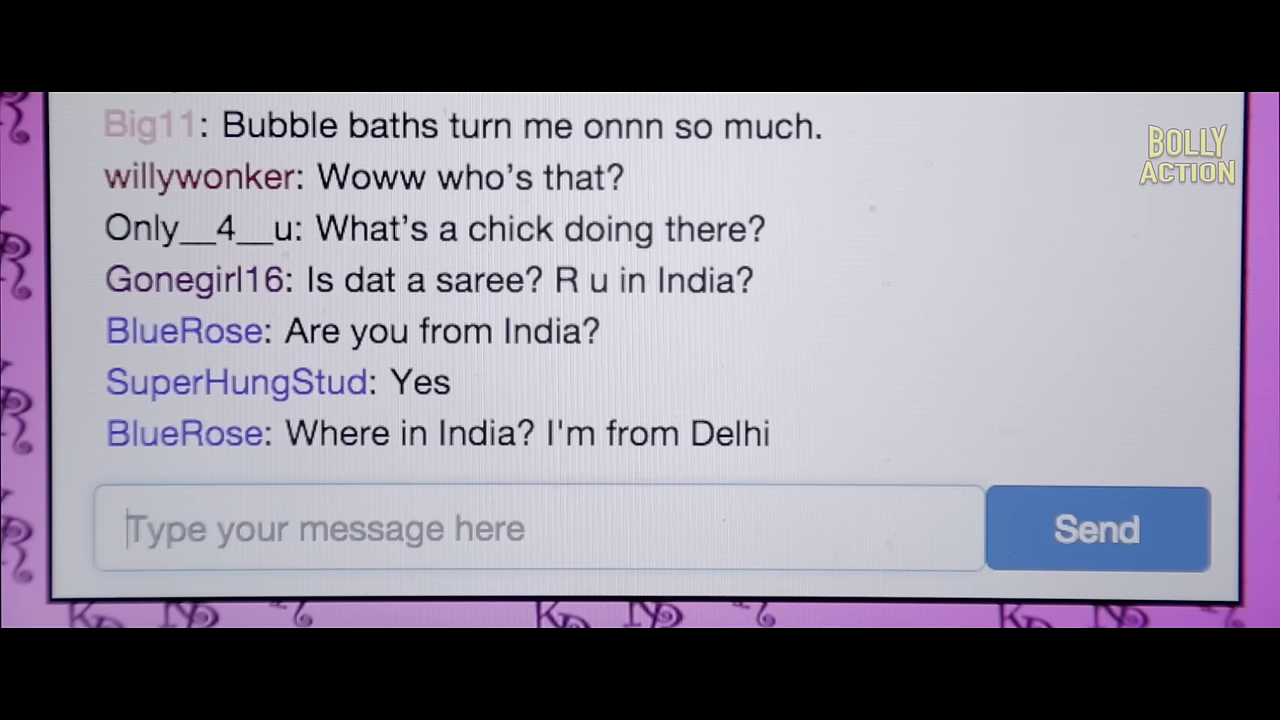 Big11: Bubble baths turn me onnn so much.
willywonker: Woww who's that?
Only__4__u: What's a chick doing there?
Gonegirl16: Is dat a saree? R u in India?
BlueRose: Are you from India?
SuperHungStud: Yes
BlueRose: Where in India? I'm from Delhi
Type your message here
Send
BOLLY
ACTION